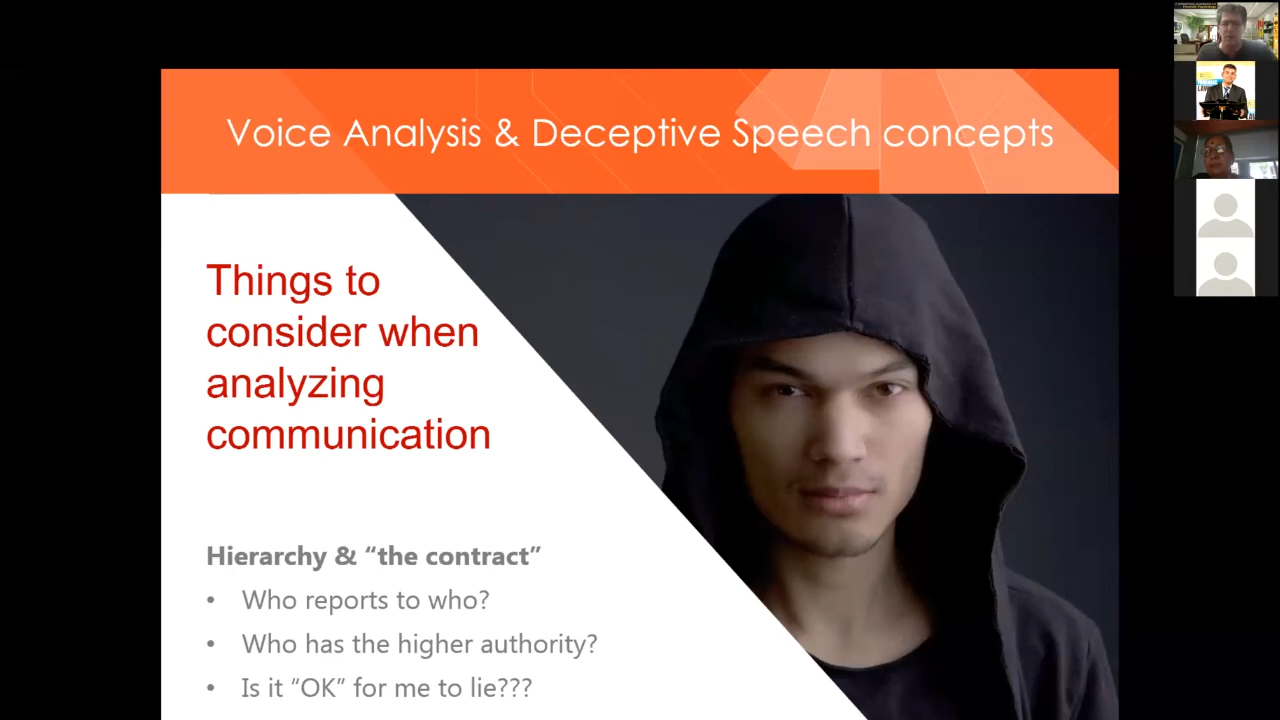 Voice Analysis & Deceptive Speech concepts
Things to
consider when
analyzing
communication
Hierarchy & “the contract”
• Who reports to who?
• Who has the higher authority?
• Is it “OK” for me to lie???